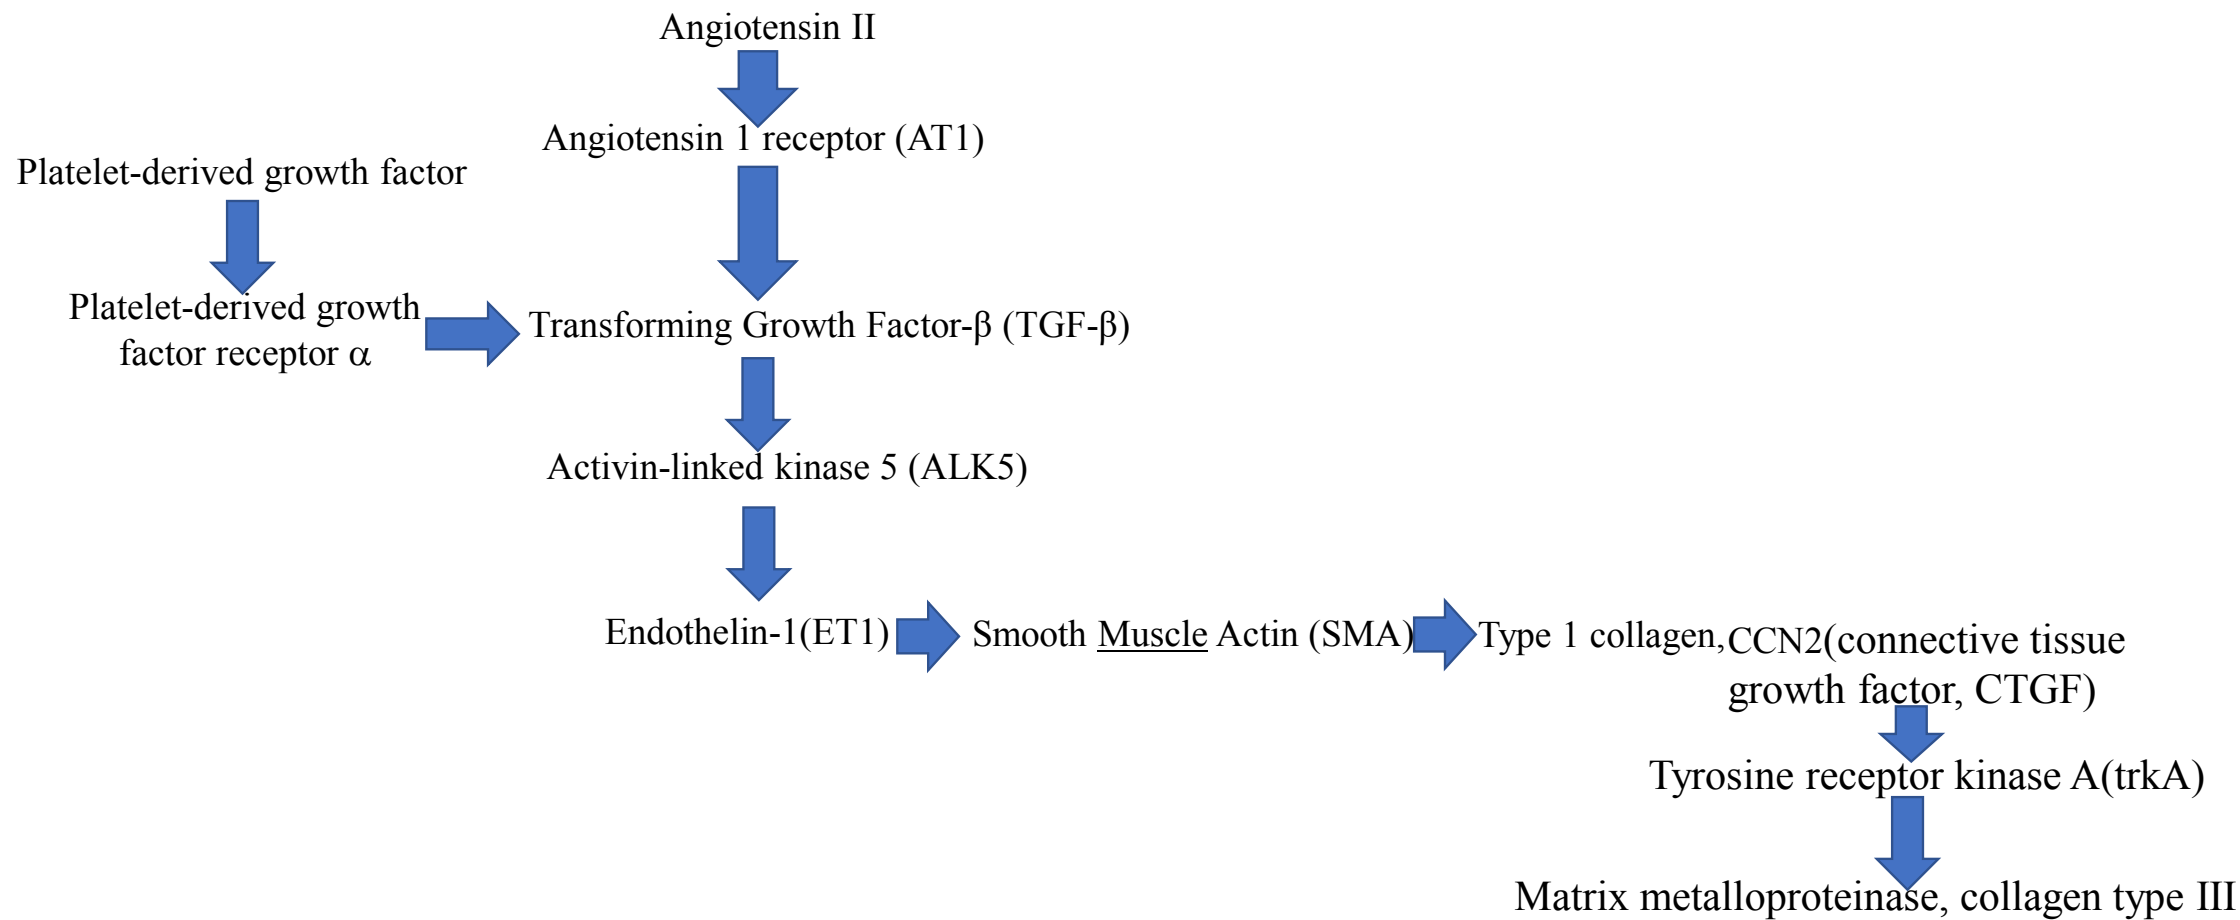 Angiotensin II
Angiotensin 1 receptor (AT1)
Platelet-derived growth factor
Platelet-derived growth
factor receptor α
Transforming Growth Factor-β (TGF-β)
Activin-linked kinase 5 (ALK5)
Endothelin-1(ET1)
Smooth Muscle Actin (SMA)
Type 1 collagen,
CCN2(connective tissue
growth factor, CTGF)
Tyrosine receptor kinase A(trkA)
Matrix metalloproteinase, collagen type III